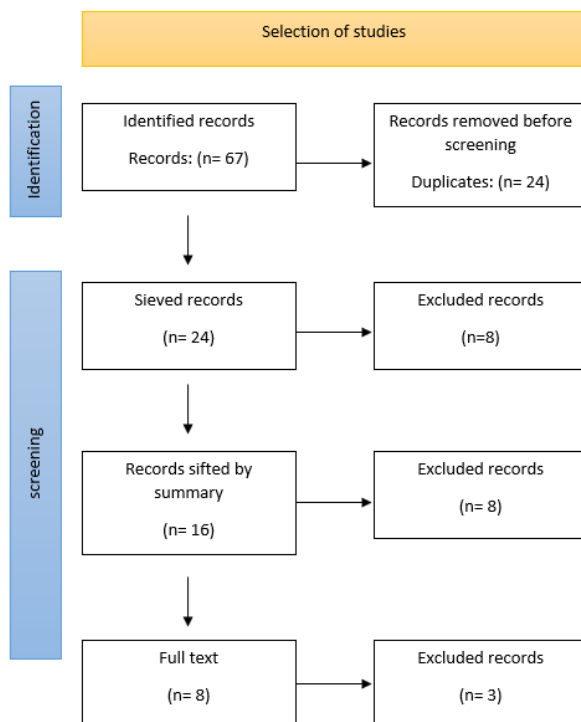 Selection of studies
Identification
Identified records
Records: (n= 67)
Records removed before
screening
Duplicates: (n= 24)
screening
Sieved records
(n= 24)
Excluded records
(n=8)
Records sifted by
summary
(n= 16)
Excluded records
(n= 8)
Full text
(n= 8)
Excluded records
(n= 3)